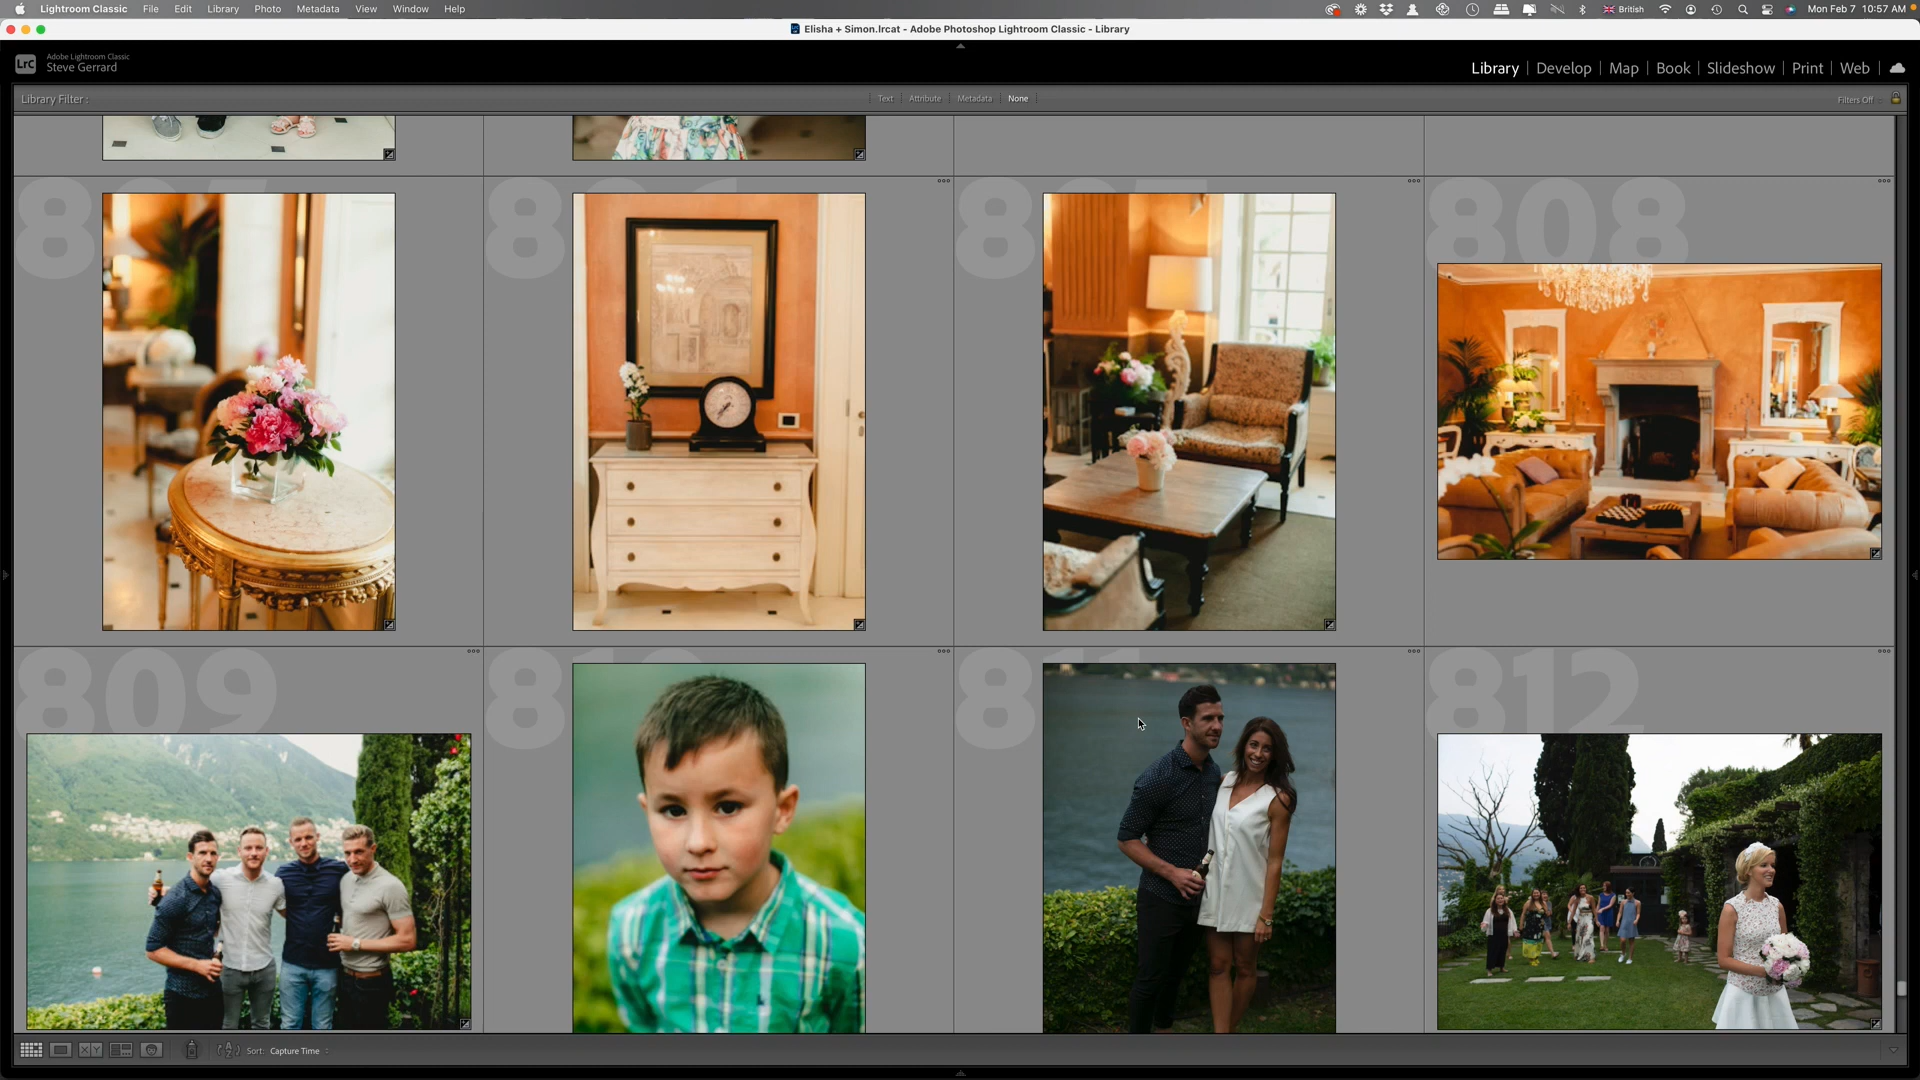 Lightroom Classic File Edit Library Photo Metadata View Window Help British Mon Feb 7 10:57 AM
Elisha + Simon.lrcat - Adobe Photoshop Lightroom Classic - Library
LrC Adobe Lightroom Classic
Steve Gerrard
Library | Develop | Map | Book | Slideshow | Print | Web
Library Filter : Text | Attribute | Metadata | None Filters Off
808
809
812
XY
Sort: Capture Time